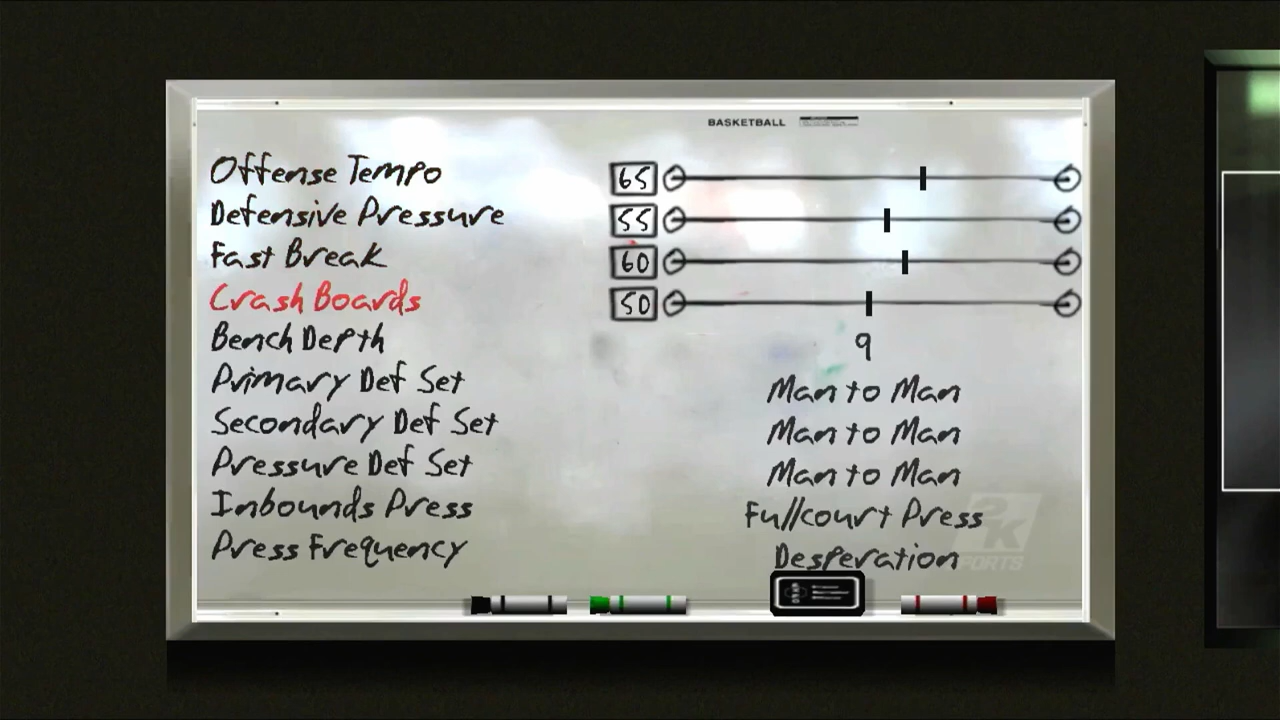 BASKETBALL
Offense Tempo 65
Defensive Pressure 55
Fast Break 60
Crash Boards 50
Bench Depth 9
Primary Def Set Man to Man
Secondary Def Set Man to Man
Pressure Def Set Man to Man
Inbounds Press Fullcourt Press
Press Frequency Desperation
2K
SPORTS